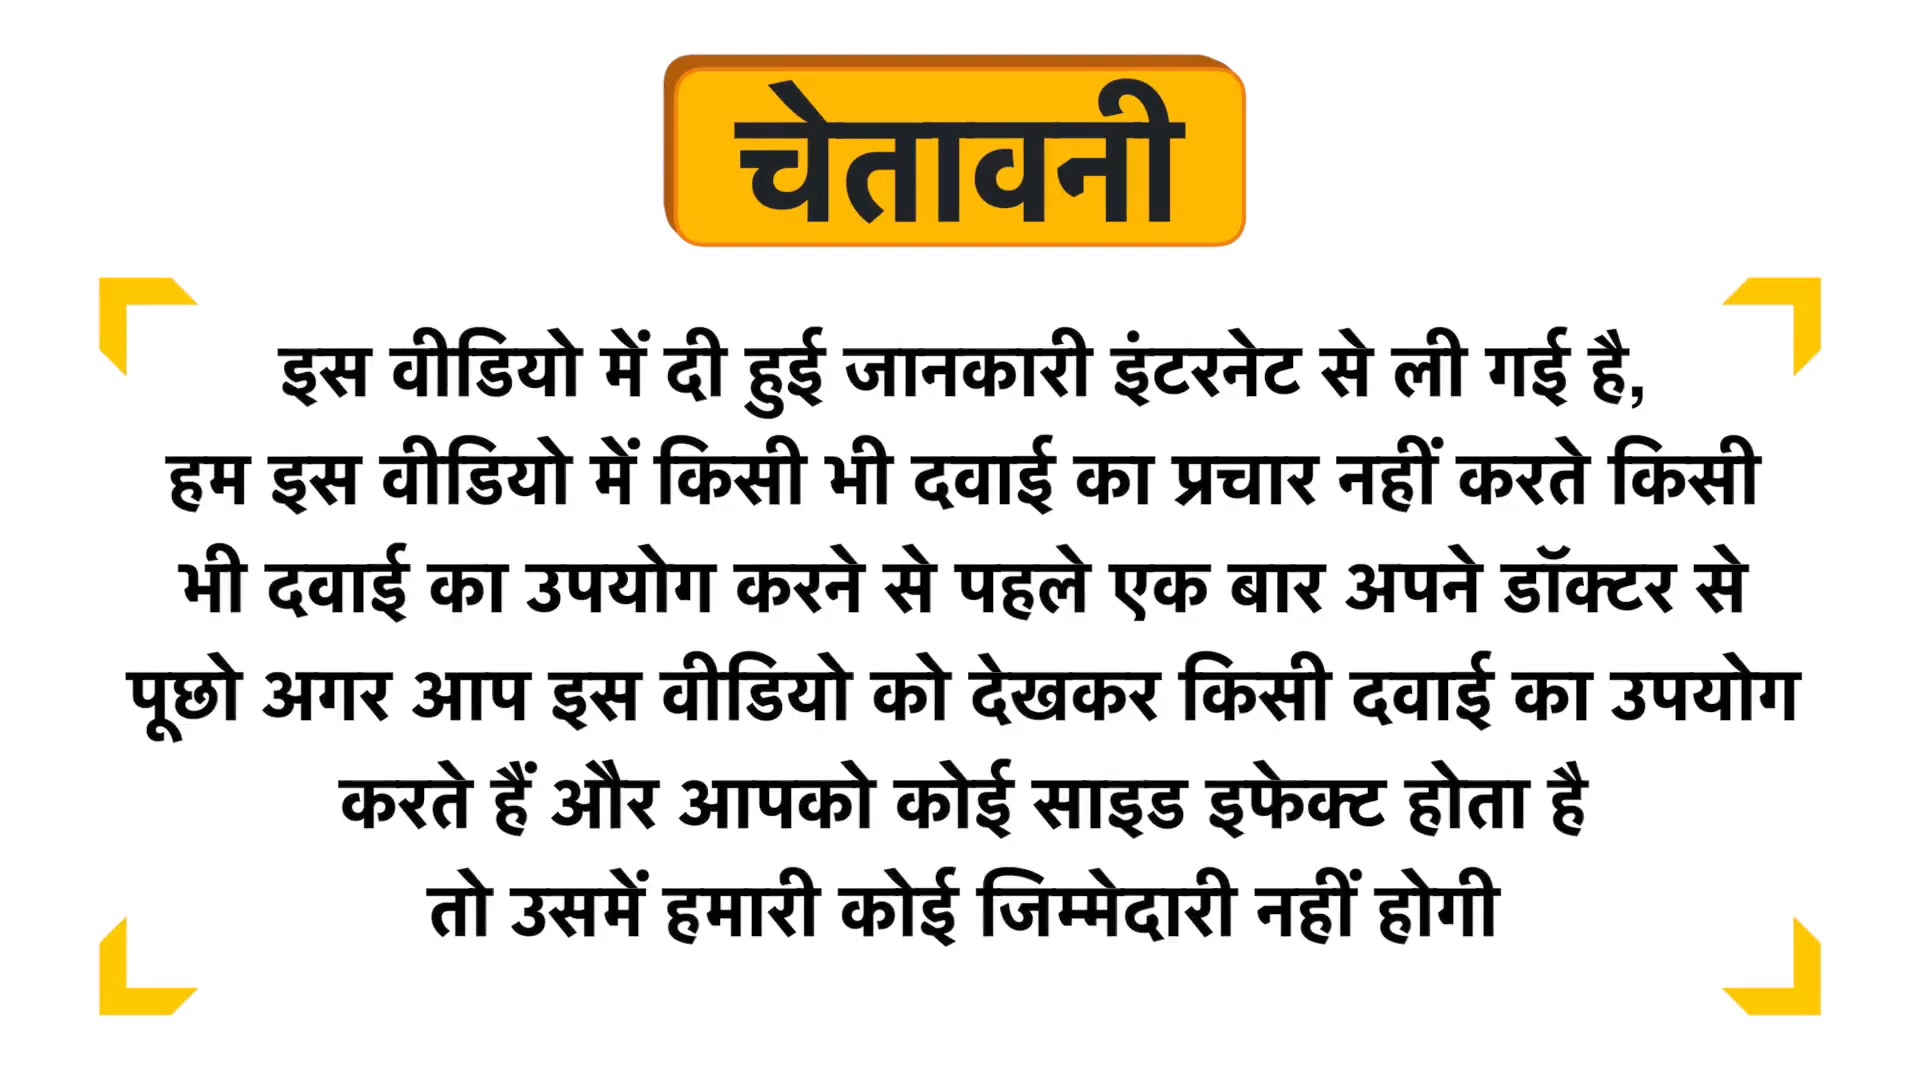 चेतावनी
इस वीडियो में दी हुई जानकारी इंटरनेट से ली गई है,
हम इस वीडियो में किसी भी दवाई का प्रचार नहीं करते किसी
भी दवाई का उपयोग करने से पहले एक बार अपने डॉक्टर से
पूछो अगर आप इस वीडियो को देखकर किसी दवाई का उपयोग
करते हैं और आपको कोई साइड इफेक्ट होता है
तो उसमें हमारी कोई जिम्मेदारी नहीं होगी